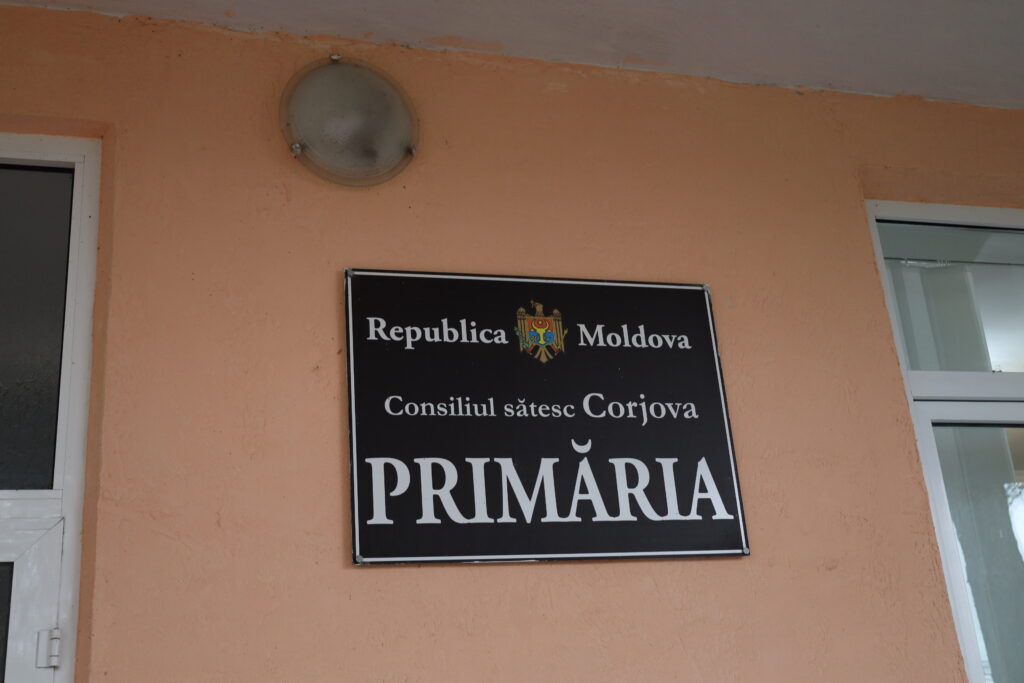 Republica Moldova
Consiliul sătesc Corjova
PRIMĂRIA